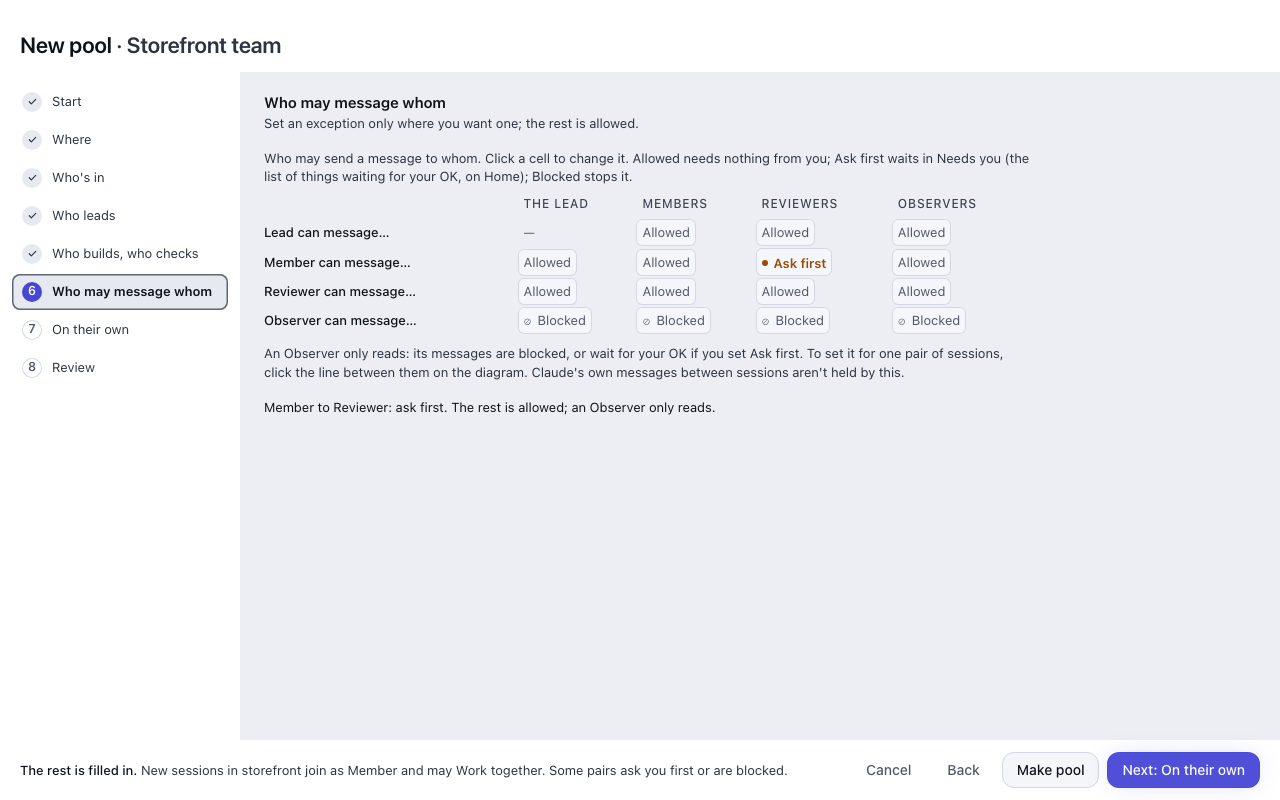 New pool · Storefront team
Start
Where
Who's in
Who leads
Who builds, who checks
6 Who may message whom
7 On their own
8 Review
Who may message whom
Set an exception only where you want one; the rest is allowed.
Who may send a message to whom. Click a cell to change it. Allowed needs nothing from you; Ask first waits in Needs you (the
list of things waiting for your OK, on Home); Blocked stops it.
THE LEAD MEMBERS REVIEWERS OBSERVERS
Lead can message... — Allowed Allowed Allowed
Member can message... Allowed Allowed Ask first Allowed
Reviewer can message... Allowed Allowed Allowed Allowed
Observer can message... Blocked Blocked Blocked Blocked
An Observer only reads: its messages are blocked, or wait for your OK if you set Ask first. To set it for one pair of sessions,
click the line between them on the diagram. Claude's own messages between sessions aren't held by this.
Member to Reviewer: ask first. The rest is allowed; an Observer only reads.
The rest is filled in. New sessions in storefront join as Member and may Work together. Some pairs ask you first or are blocked.
Cancel Back Make pool Next: On their own